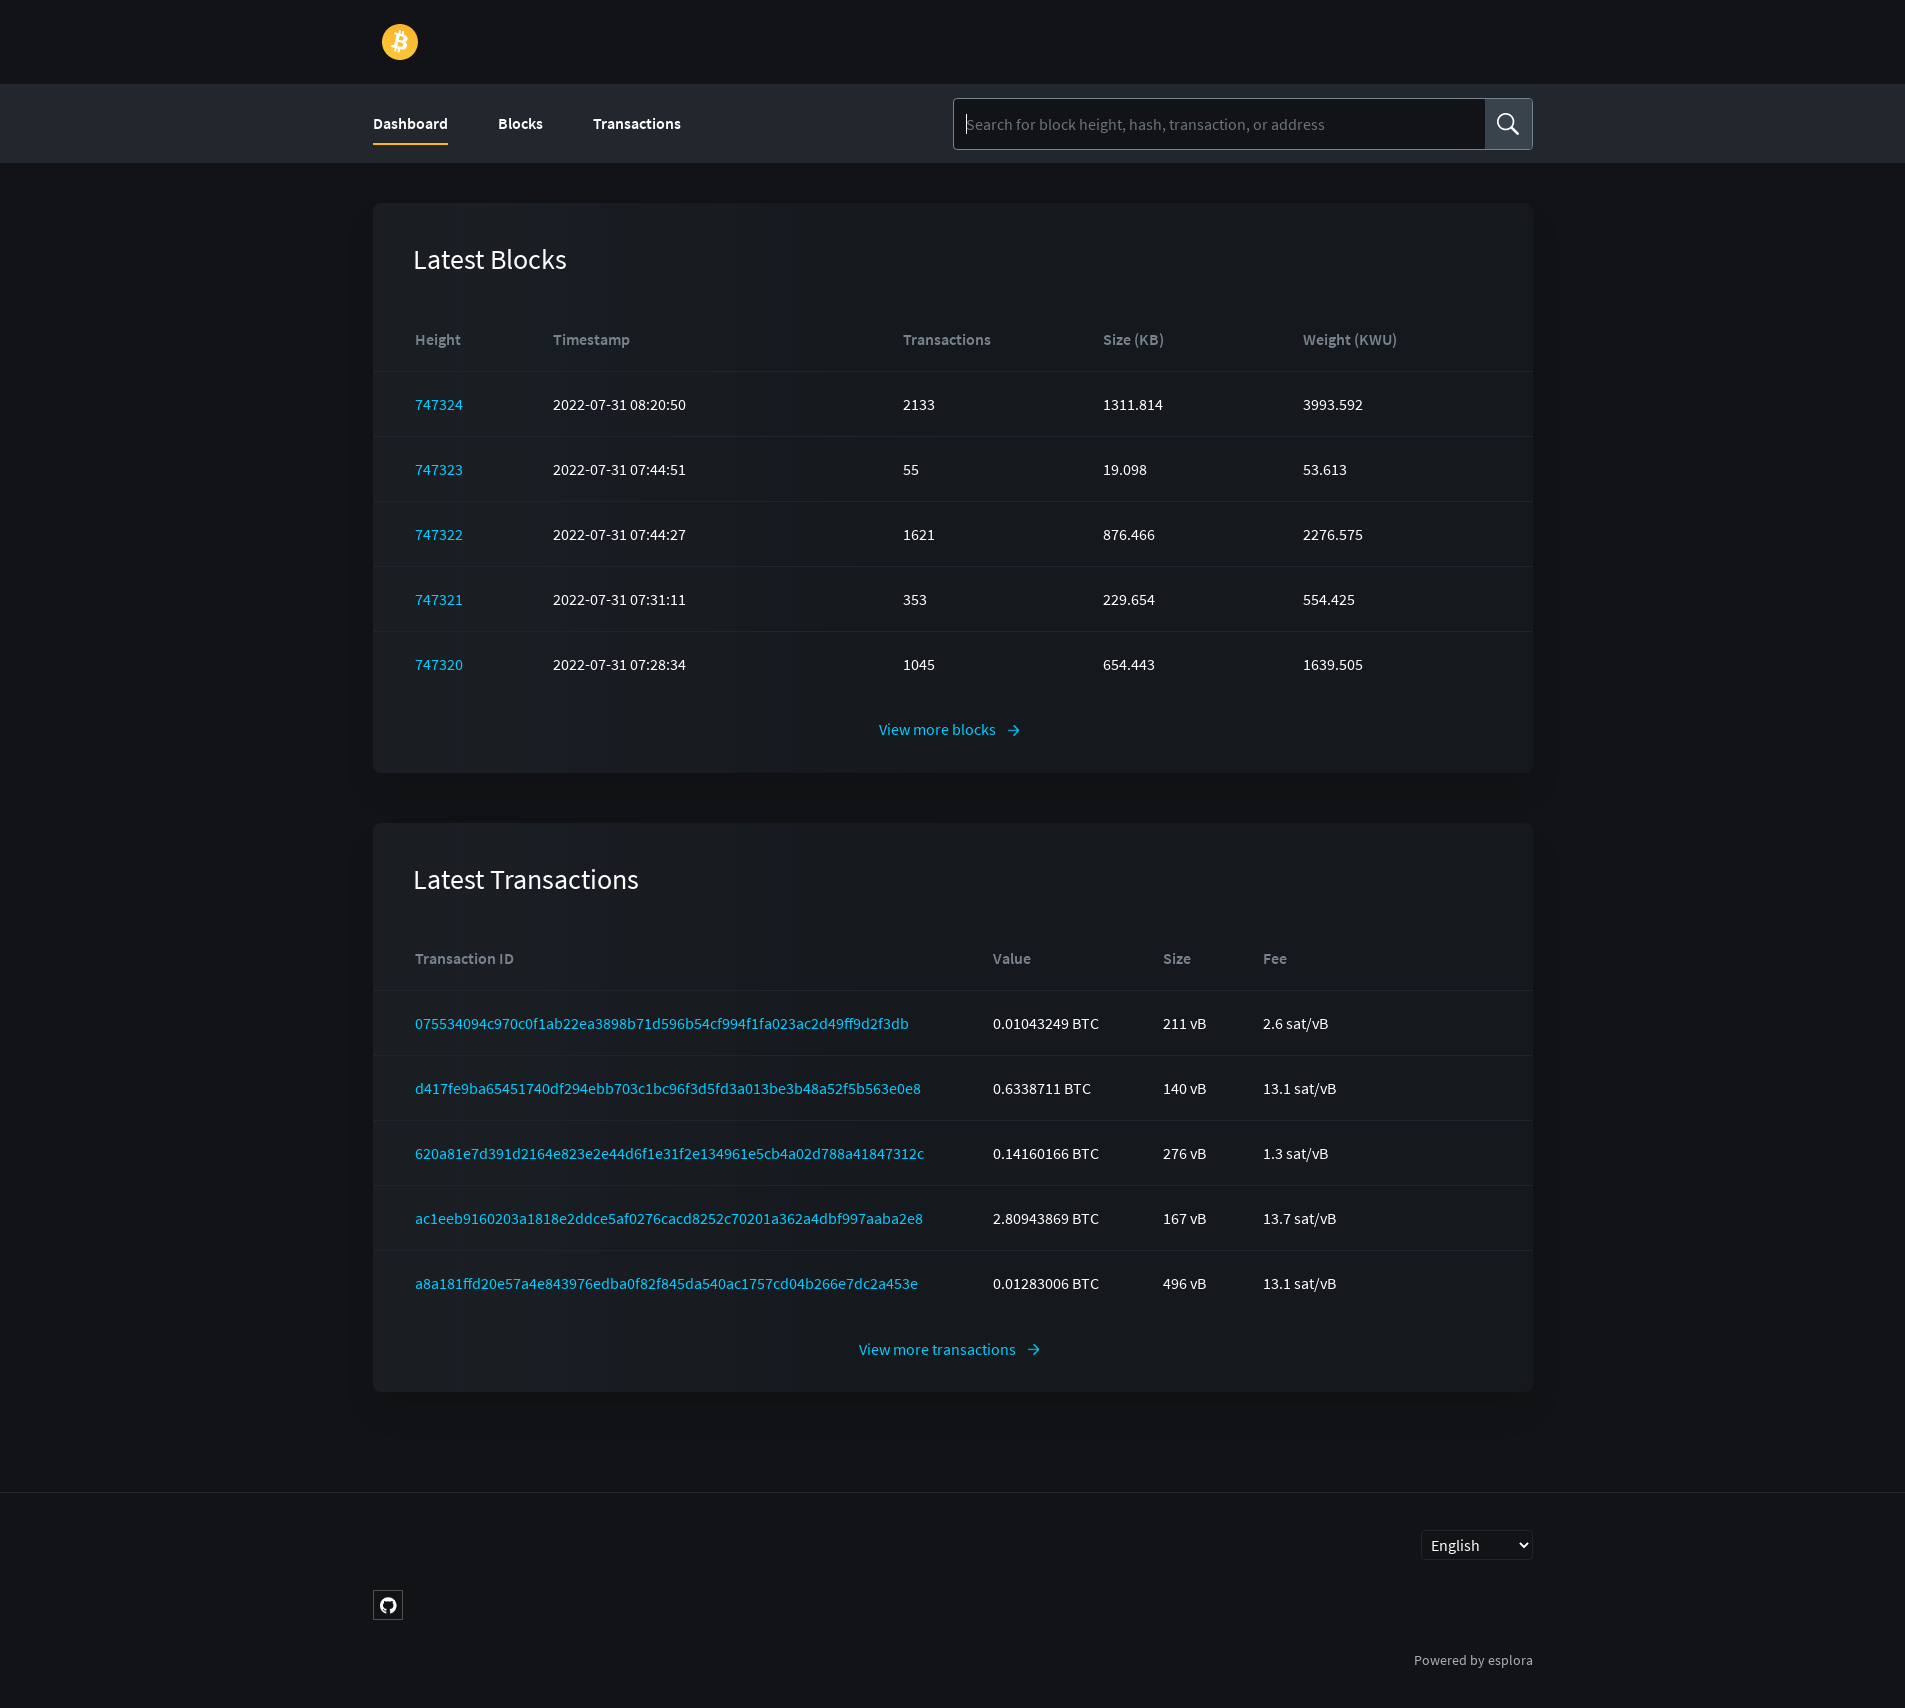 Dashboard Blocks Transactions Search for block height, hash, transaction, or address
Latest Blocks
Height Timestamp Transactions Size (KB) Weight (KWU)
747324 2022-07-31 08:20:50 2133 1311.814 3993.592
747323 2022-07-31 07:44:51 55 19.098 53.613
747322 2022-07-31 07:44:27 1621 876.466 2276.575
747321 2022-07-31 07:31:11 353 229.654 554.425
747320 2022-07-31 07:28:34 1045 654.443 1639.505
View more blocks
Latest Transactions
Transaction ID Value Size Fee
075534094c970c0f1ab22ea3898b71d596b54cf994f1fa023ac2d49ff9d2f3db 0.01043249 BTC 211 vB 2.6 sat/vB
d417fe9ba65451740df294ebb703c1bc96f3d5fd3a013be3b48a52f5b563e0e8 0.6338711 BTC 140 vB 13.1 sat/vB
620a81e7d391d2164e823e2e44d6f1e31f2e134961e5cb4a02d788a41847312c 0.14160166 BTC 276 vB 1.3 sat/vB
ac1eeb9160203a1818e2ddce5af0276cacd8252c70201a362a4dbf997aaba2e8 2.80943869 BTC 167 vB 13.7 sat/vB
a8a181ffd20e57a4e843976edba0f82f845da540ac1757cd04b266e7dc2a453e 0.01283006 BTC 496 vB 13.1 sat/vB
View more transactions
English
Powered by esplora